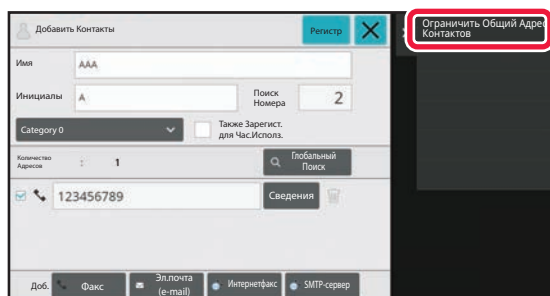 Добавить Контакты
Регистр
Ограничить Общий Адрес
Контактов
Имя
AAA
Инициалы
A
Поиск
Номера
2
Category 0
Также Зарегист.
для Час.Исполз.
Количество
Адресов
:
1
Глобальный
Поиск
123456789
Сведения
Доб.
Факс
Эл.почта
(e-mail)
Интернетфакс
SMTP-сервер